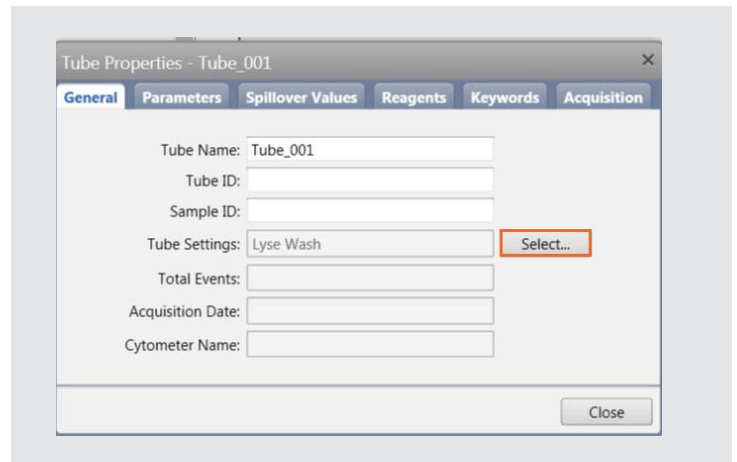 Tube Properties - Tube_001
General Parameters Spillover Values Reagents Keywords Acquisition
Tube Name: Tube_001
Tube ID:
Sample ID:
Tube Settings: Lyse Wash Select...
Total Events:
Acquisition Date:
Cytometer Name:
Close